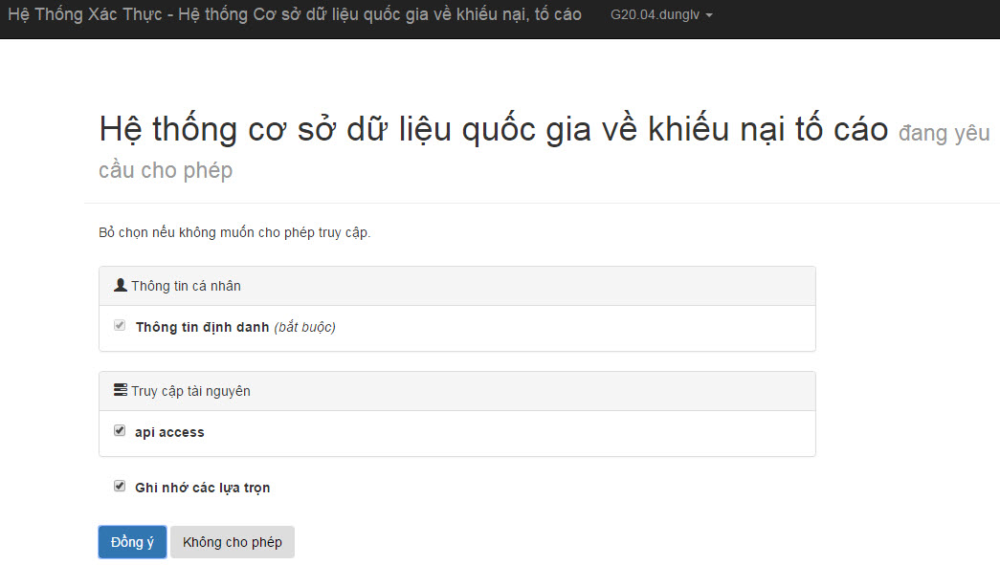 Hệ Thống Xác Thực - Hệ thống Cơ sở dữ liệu quốc gia về khiếu nại, tố cáo G20.04.dunglv
Hệ thống cơ sở dữ liệu quốc gia về khiếu nại tố cáo đang yêu
cầu cho phép
Bỏ chọn nếu không muốn cho phép truy cập.
Thông tin cá nhân
Thông tin định danh (bắt buộc)
Truy cập tài nguyên
api access
Ghi nhớ các lựa trọn
Đồng ý Không cho phép